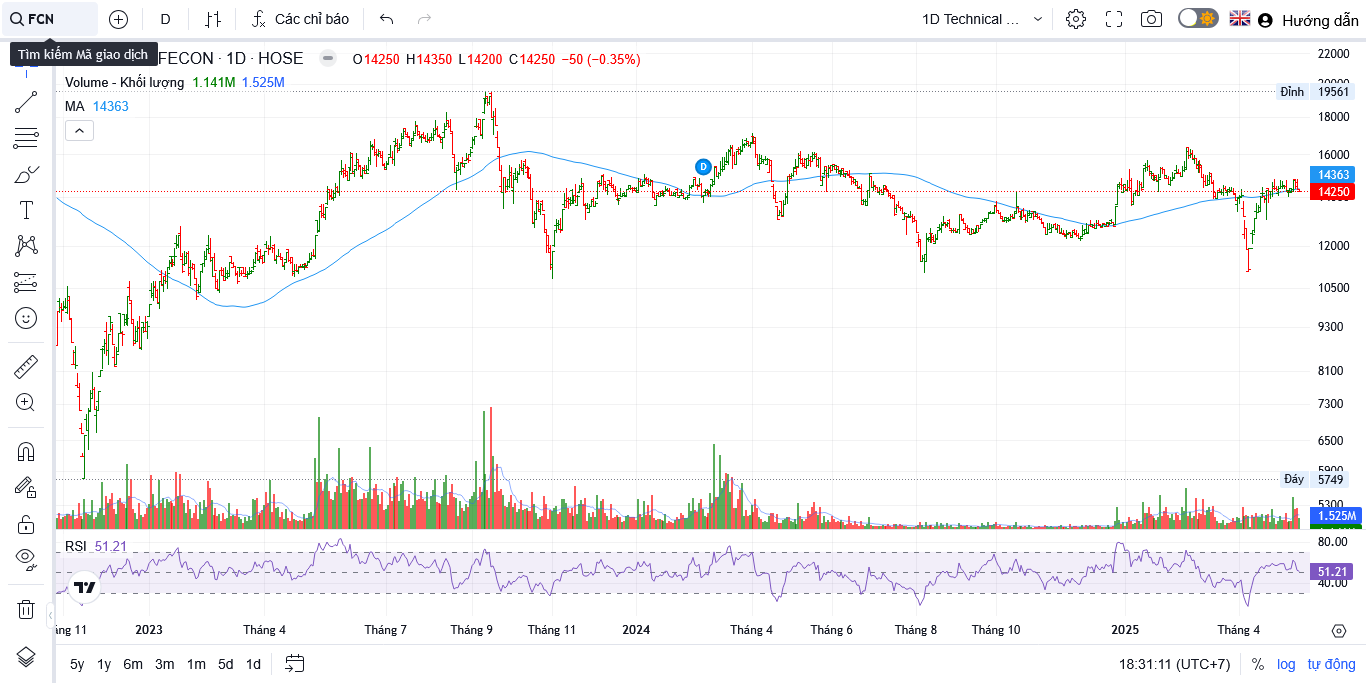 FCN
D
Các chỉ báo
1D Technical ...
Hướng dẫn
Tìm kiếm Mã giao dịch
FECON · 1D · HOSE
O14250 H14350 L14200 C14250 −50 (−0.35%)
Volume - Khối lượng 1.141M 1.525M
MA 14363
D
22000
20000
Đỉnh 19561
18000
16000
14363
14250
14000
12000
10500
9300
8100
7300
6500
5900
Đáy 5749
5300
1.525M
RSI 51.21
80.00
51.21
40.00
ng 11 2023 Tháng 4 Tháng 7 Tháng 9 Tháng 11 2024 Tháng 4 Tháng 6 Tháng 8 Tháng 10 2025 Tháng 4
5y 1y 6m 3m 1m 5d 1d
18:31:11 (UTC+7) % log tự động